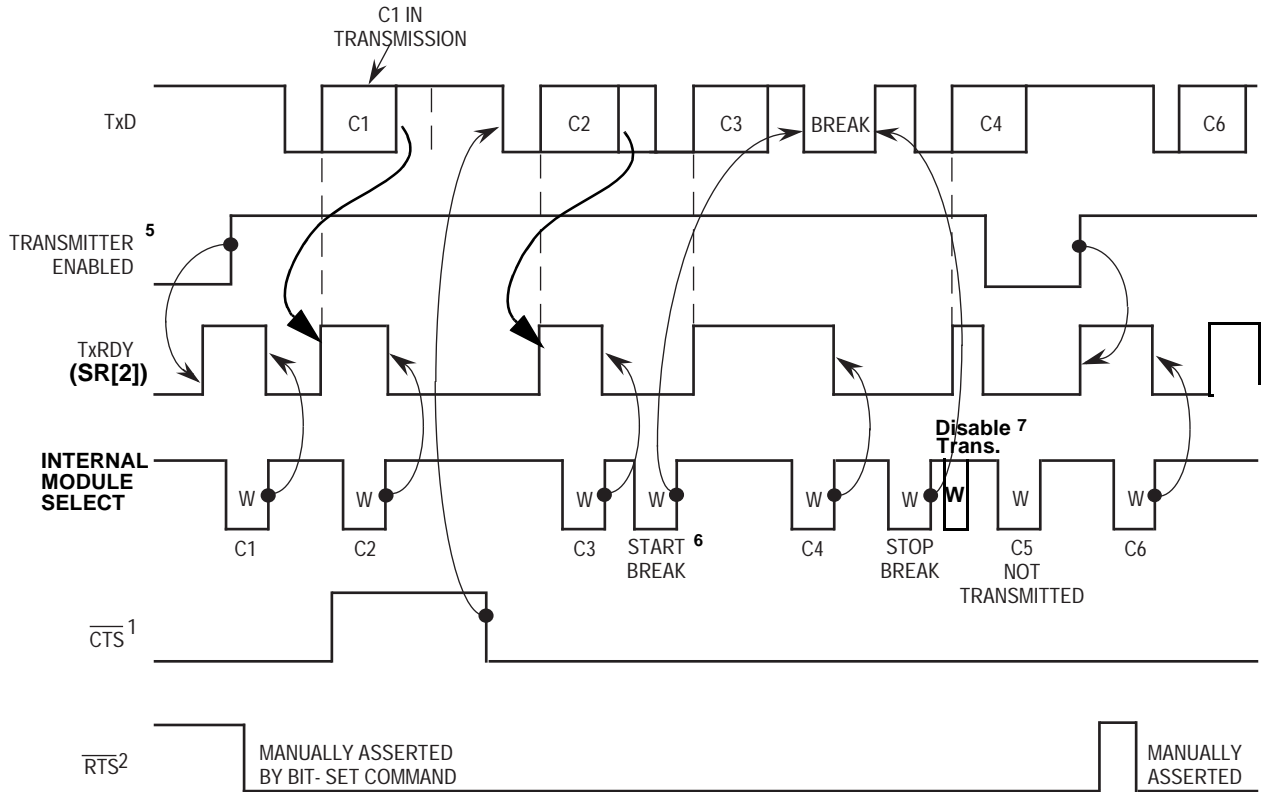 C1 IN
TRANSMISSION
TxD
C1
C2
C3
BREAK
C4
C6
TRANSMITTER 5
ENABLED
TxRDY
(SR[2])
Disable 7
Trans.
INTERNAL
MODULE
SELECT
W
W
W
W
W
W
W
W
W
C1
C2
C3
START 6
BREAK
C4
STOP
BREAK
C5
NOT
TRANSMITTED
C6
CTS 1
RTS2
MANUALLY ASSERTED
BY BIT- SET COMMAND
MANUALLY
ASSERTED